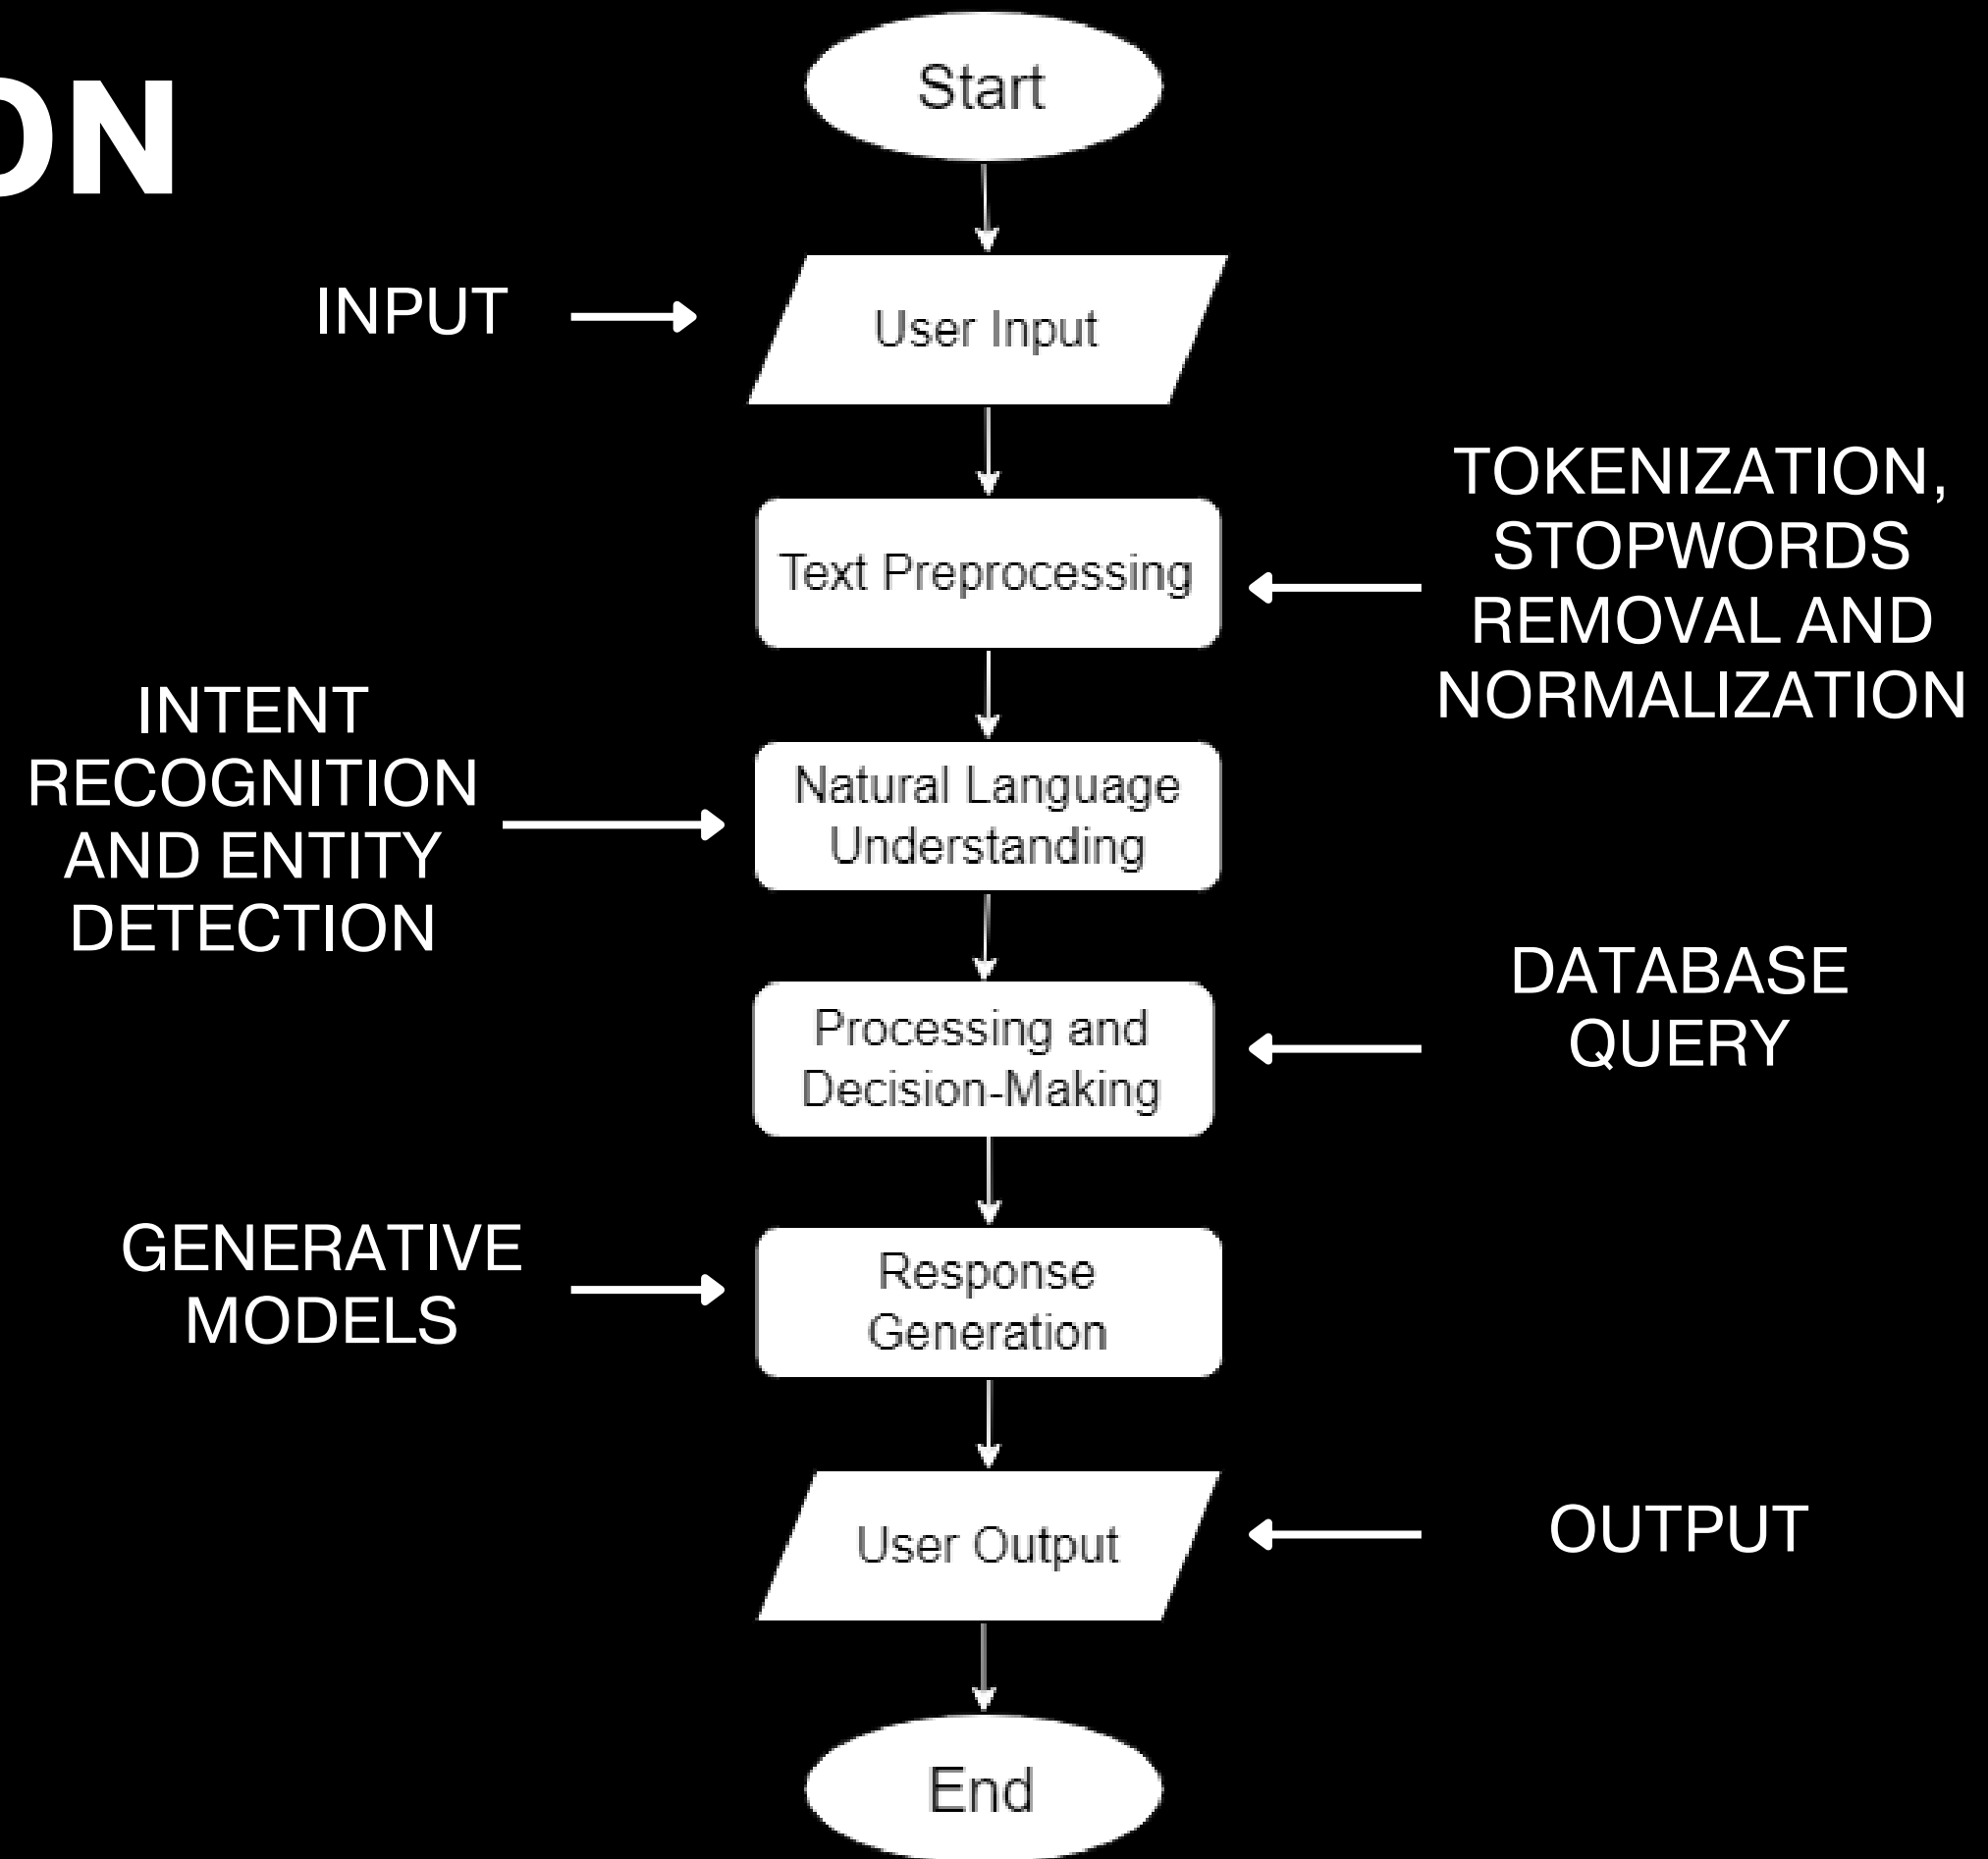 ON
Start
INPUT
User Input
TOKENIZATION,
STOPWORDS
REMOVAL AND
NORMALIZATION
Text Preprocessing
INTENT
RECOGNITION
AND ENTITY
DETECTION
Natural Language
Understanding
DATABASE
QUERY
Processing and
Decision-Making
GENERATIVE
MODELS
Response
Generation
User Output
OUTPUT
End